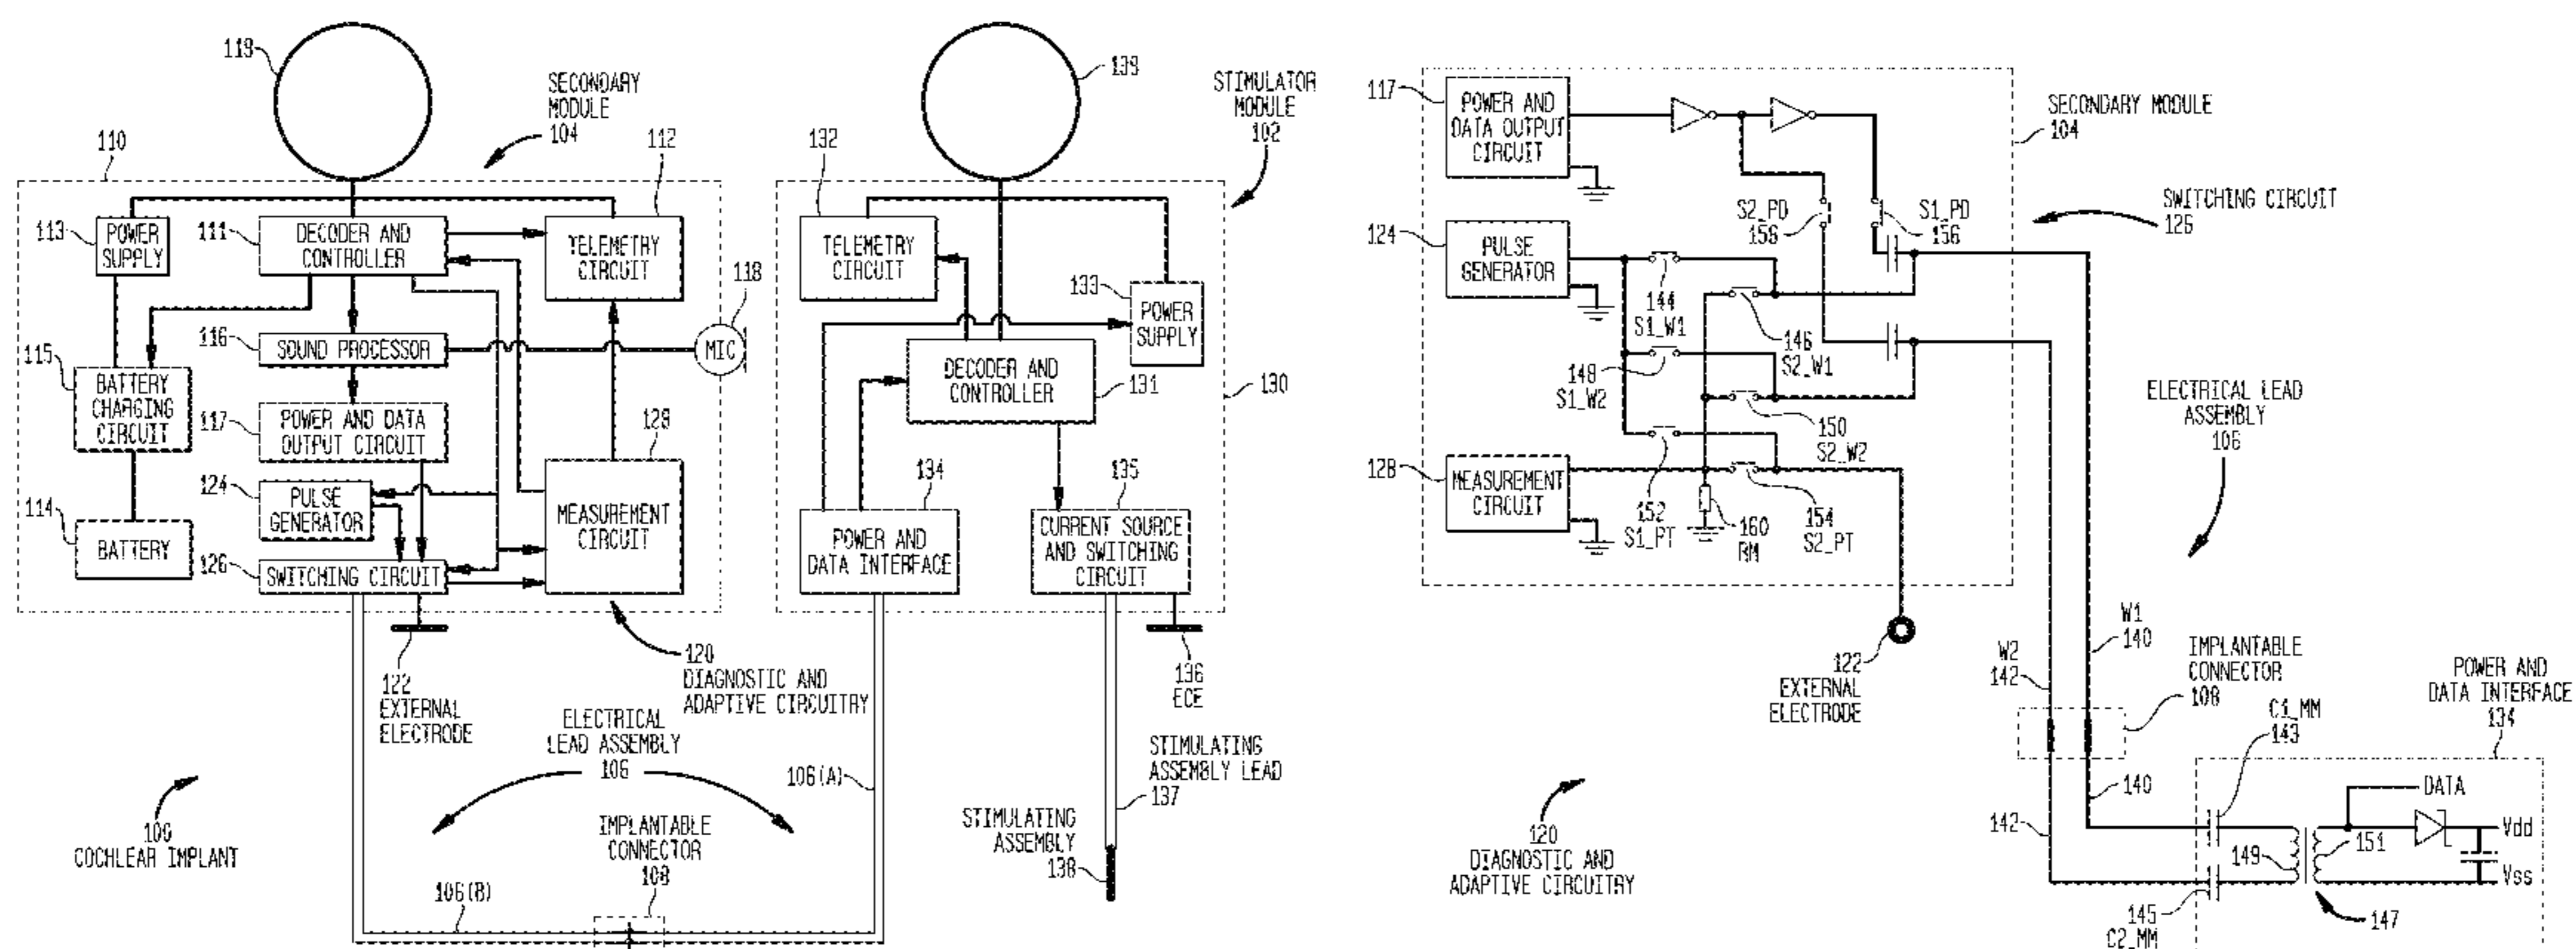 119
SECONDARY
MODULE
104
110
112
113
POWER
SUPPLY
111
DECODER AND
CONTROLLER
TELEMETRY
CIRCUIT
118
MIC
116
SOUND PROCESSOR
115
BATTERY
CHARGING
CIRCUIT
117
POWER AND DATA
OUTPUT CIRCUIT
128
124
PULSE
GENERATOR
MEASUREMENT
CIRCUIT
114
BATTERY
126
SWITCHING CIRCUIT
122
EXTERNAL
ELECTRODE
120
DIAGNOSTIC AND
ADAPTIVE CIRCUITRY
ELECTRICAL
LEAD ASSEMBLY
106
100
COCHLEAR IMPLANT
106(B)
IMPLANTABLE
CONNECTOR
108
106(A)
139
STIMULATOR
MODULE
102
132
TELEMETRY
CIRCUIT
133
POWER
SUPPLY
DECODER AND
CONTROLLER
131
130
134
POWER AND
DATA INTERFACE
135
CURRENT SOURCE
AND SWITCHING
CIRCUIT
136
ECE
STIMULATING
ASSEMBLY LEAD
137
STIMULATING
ASSEMBLY
138
117
POWER AND
DATA OUTPUT
CIRCUIT
SECONDARY MODULE
104
SWITCHING CIRCUIT
126
S2_PD
158
S1_PD
156
124
PULSE
GENERATOR
144
S1_W1
146
S2_W1
148
S1_W2
150
S2_W2
128
MEASUREMENT
CIRCUIT
152
S1_PT
160
RM
154
S2_PT
ELECTRICAL LEAD
ASSEMBLY
106
122
EXTERNAL
ELECTRODE
W2
142
W1
140
IMPLANTABLE
CONNECTOR
108
POWER AND
DATA INTERFACE
134
C1_MM
143
140
142
DATA
Vdd
149
151
Vss
145
C2_MM
147
120
DIAGNOSTIC AND
ADAPTIVE CIRCUITRY